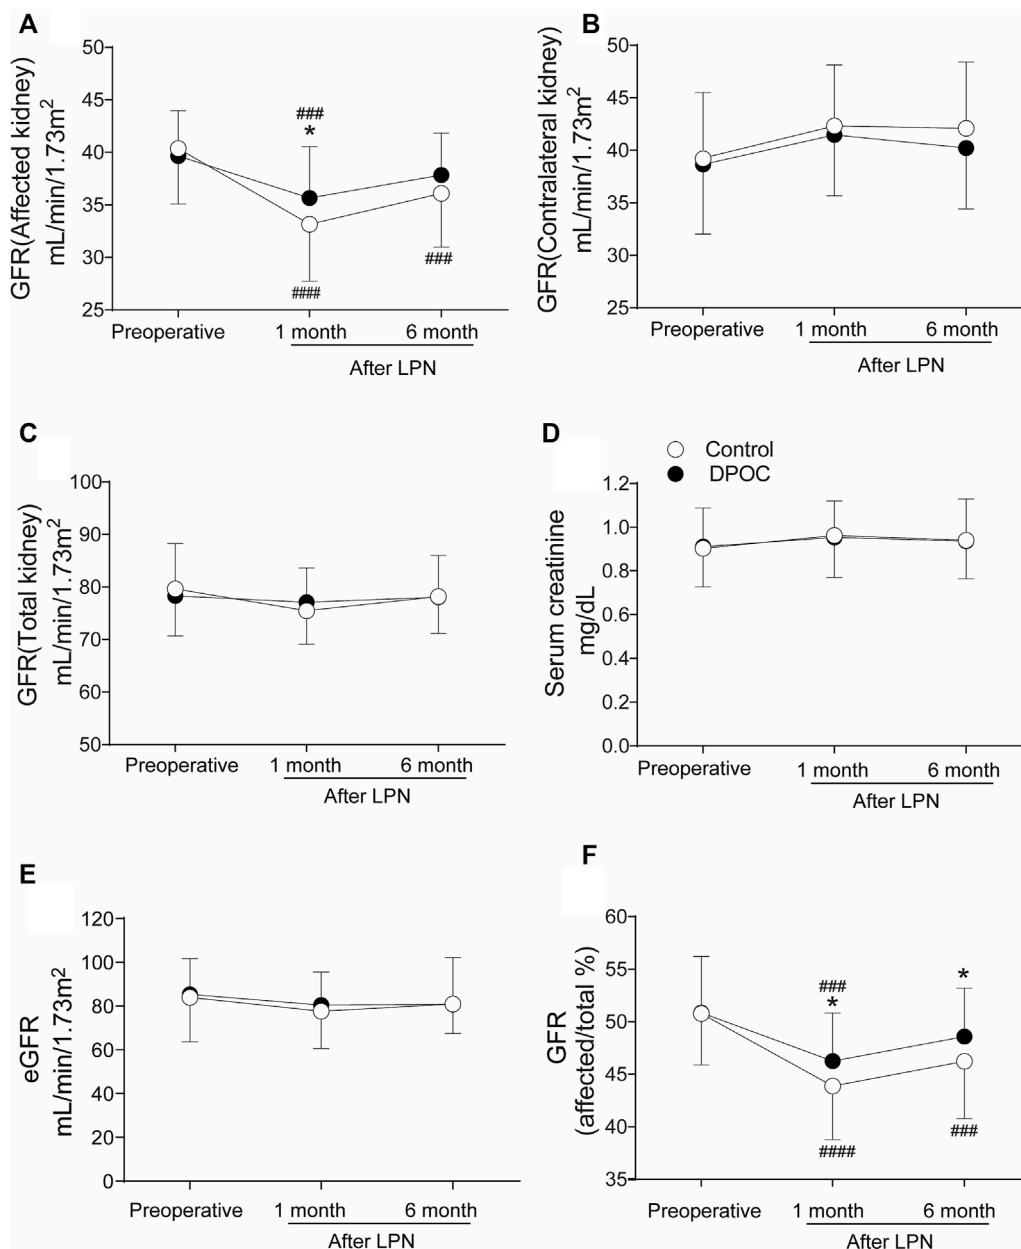 A
GFR(Affected kidney)
mL/min/1.73m²
50
45
40
35
30
25
###
*
####
###
Preoperative
1 month
6 month
After LPN
B
GFR(Contralateral kidney)
mL/min/1.73m²
50
45
40
35
30
25
Preoperative
1 month
6 month
After LPN
C
GFR(Total kidney)
mL/min/1.73m²
100
90
80
70
60
50
Preoperative
1 month
6 month
After LPN
D
Control
DPOC
Serum creatinine
mg/dL
1.2
1.0
0.8
0.6
0.4
0.2
0.0
Preoperative
1 month
6 month
After LPN
E
eGFR
mL/min/1.73m²
120
100
80
60
40
20
0
Preoperative
1 month
6 month
After LPN
F
GFR
(affected/total %)
60
55
50
45
40
35
###
*
*
####
###
Preoperative
1 month
6 month
After LPN